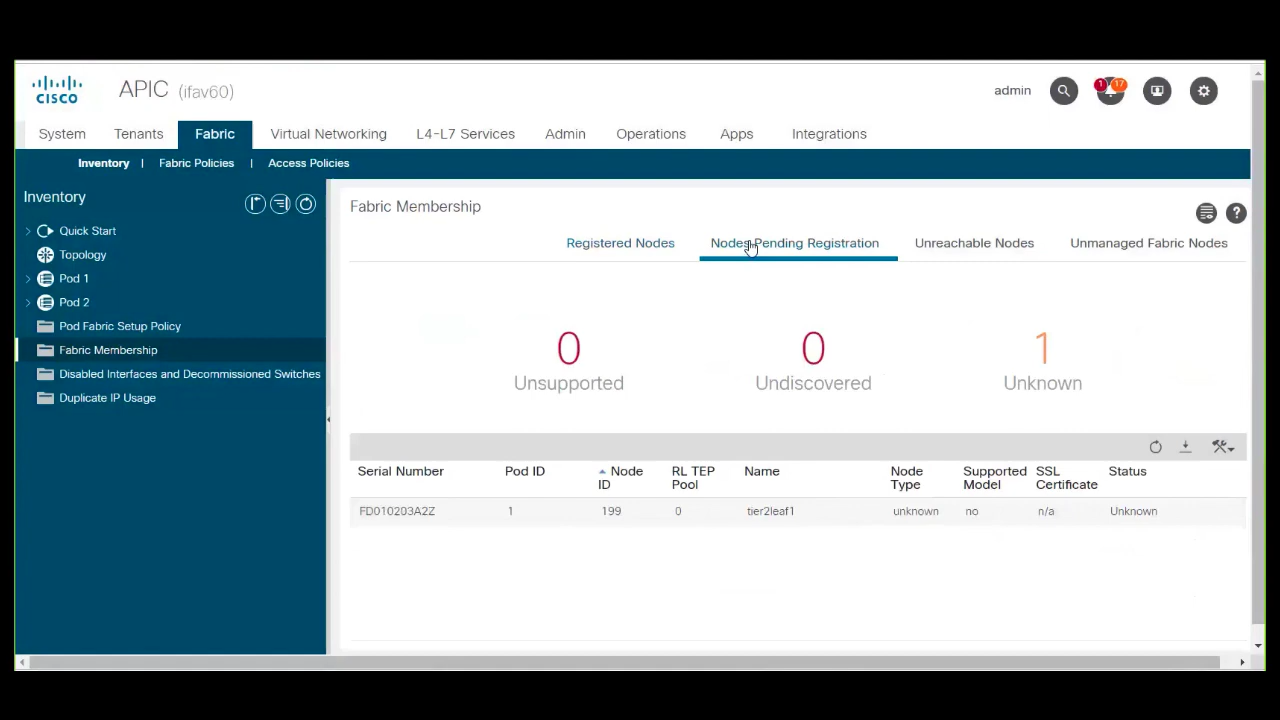 CISCO
APIC (ifav60)
admin
1
17
System
Tenants
Fabric
Virtual Networking
L4-L7 Services
Admin
Operations
Apps
Integrations
Inventory | Fabric Policies | Access Policies
Inventory
Quick Start
Topology
Pod 1
Pod 2
Pod Fabric Setup Policy
Fabric Membership
Disabled Interfaces and Decommissioned Switches
Duplicate IP Usage
Fabric Membership
?
Registered Nodes
Nodes Pending Registration
Unreachable Nodes
Unmanaged Fabric Nodes
0
Unsupported
0
Undiscovered
1
Unknown
Serial Number
Pod ID
Node ID
RL TEP Pool
Name
Node Type
Supported Model
SSL Certificate
Status
FD010203A2Z 1 199 0 tier2leaf1 unknown no n/a Unknown